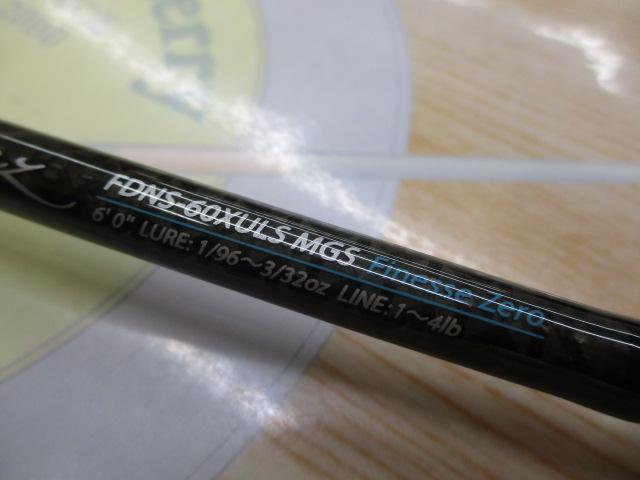 FDNS-60XULS MGS Finesse Zero
6' 0" LURE: 1/96~3/32oz LINE: 1~4lb